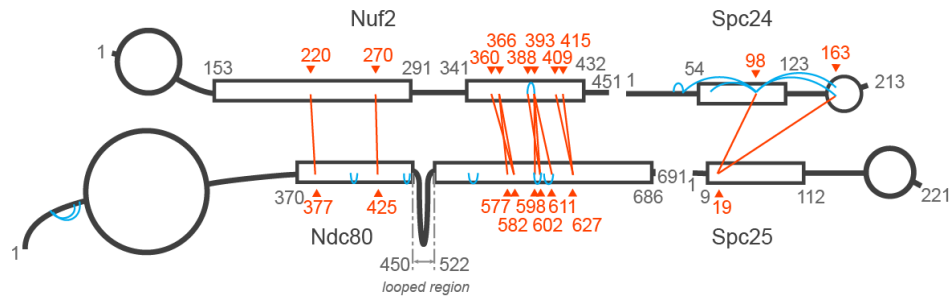 Nuf2 Spc24
366 393 415
1 220 270 360 388 409 163
153 291 341 432 54 98 123
451 1 213
370 377 425 577 598 611 686 691 1 9 19 112 221
582 602 627
1 Ndc80 Spc25
450 522
looped region